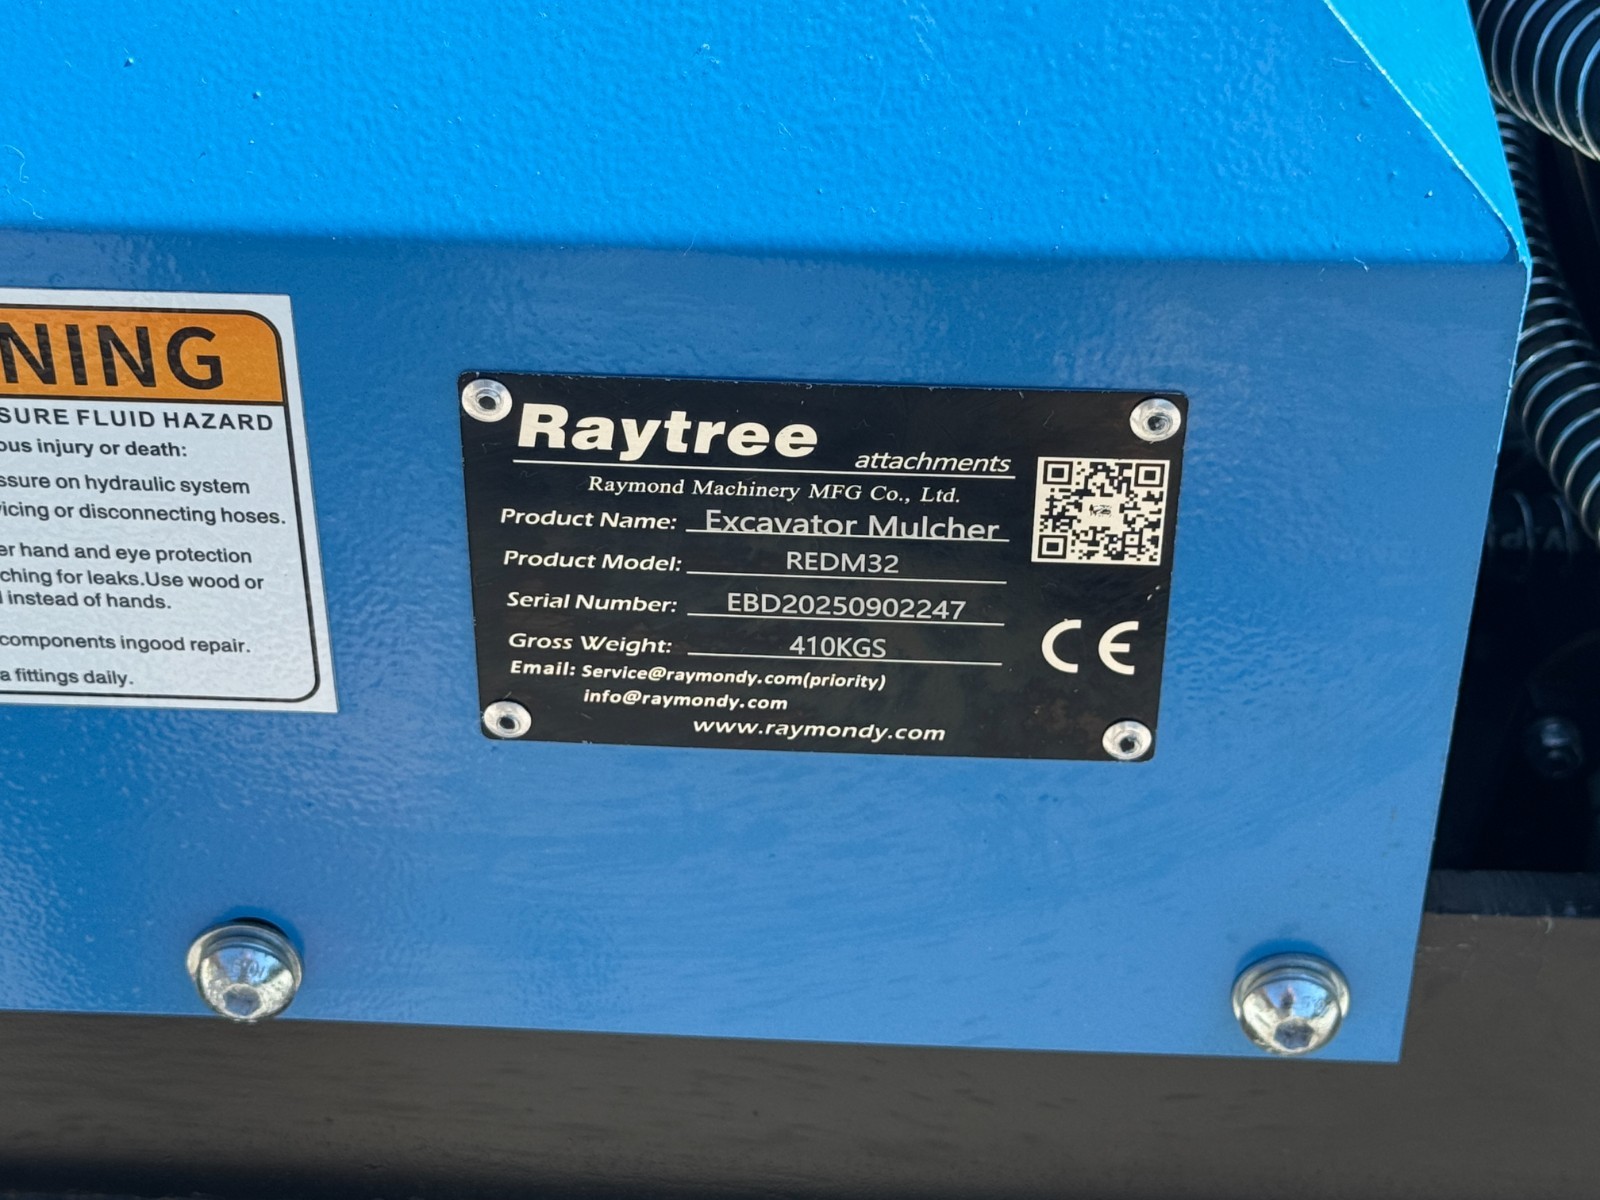 NING
SURE FLUID HAZARD
ous injury or death:
ssure on hydraulic system
icing or disconnecting hoses.
er hand and eye protection
ching for leaks.Use wood or
instead of hands.
components ingood repair.
a fittings daily.
Raytree
attachments
Raymond Machinery MFG Co., Ltd.
Product Name: Excavator Mulcher
Product Model: REDM32
Serial Number: EBD20250902247
Gross Weight: 410KGS
Email: Service@raymondy.com(priority)
info@raymondy.com
www.raymondy.com
CE